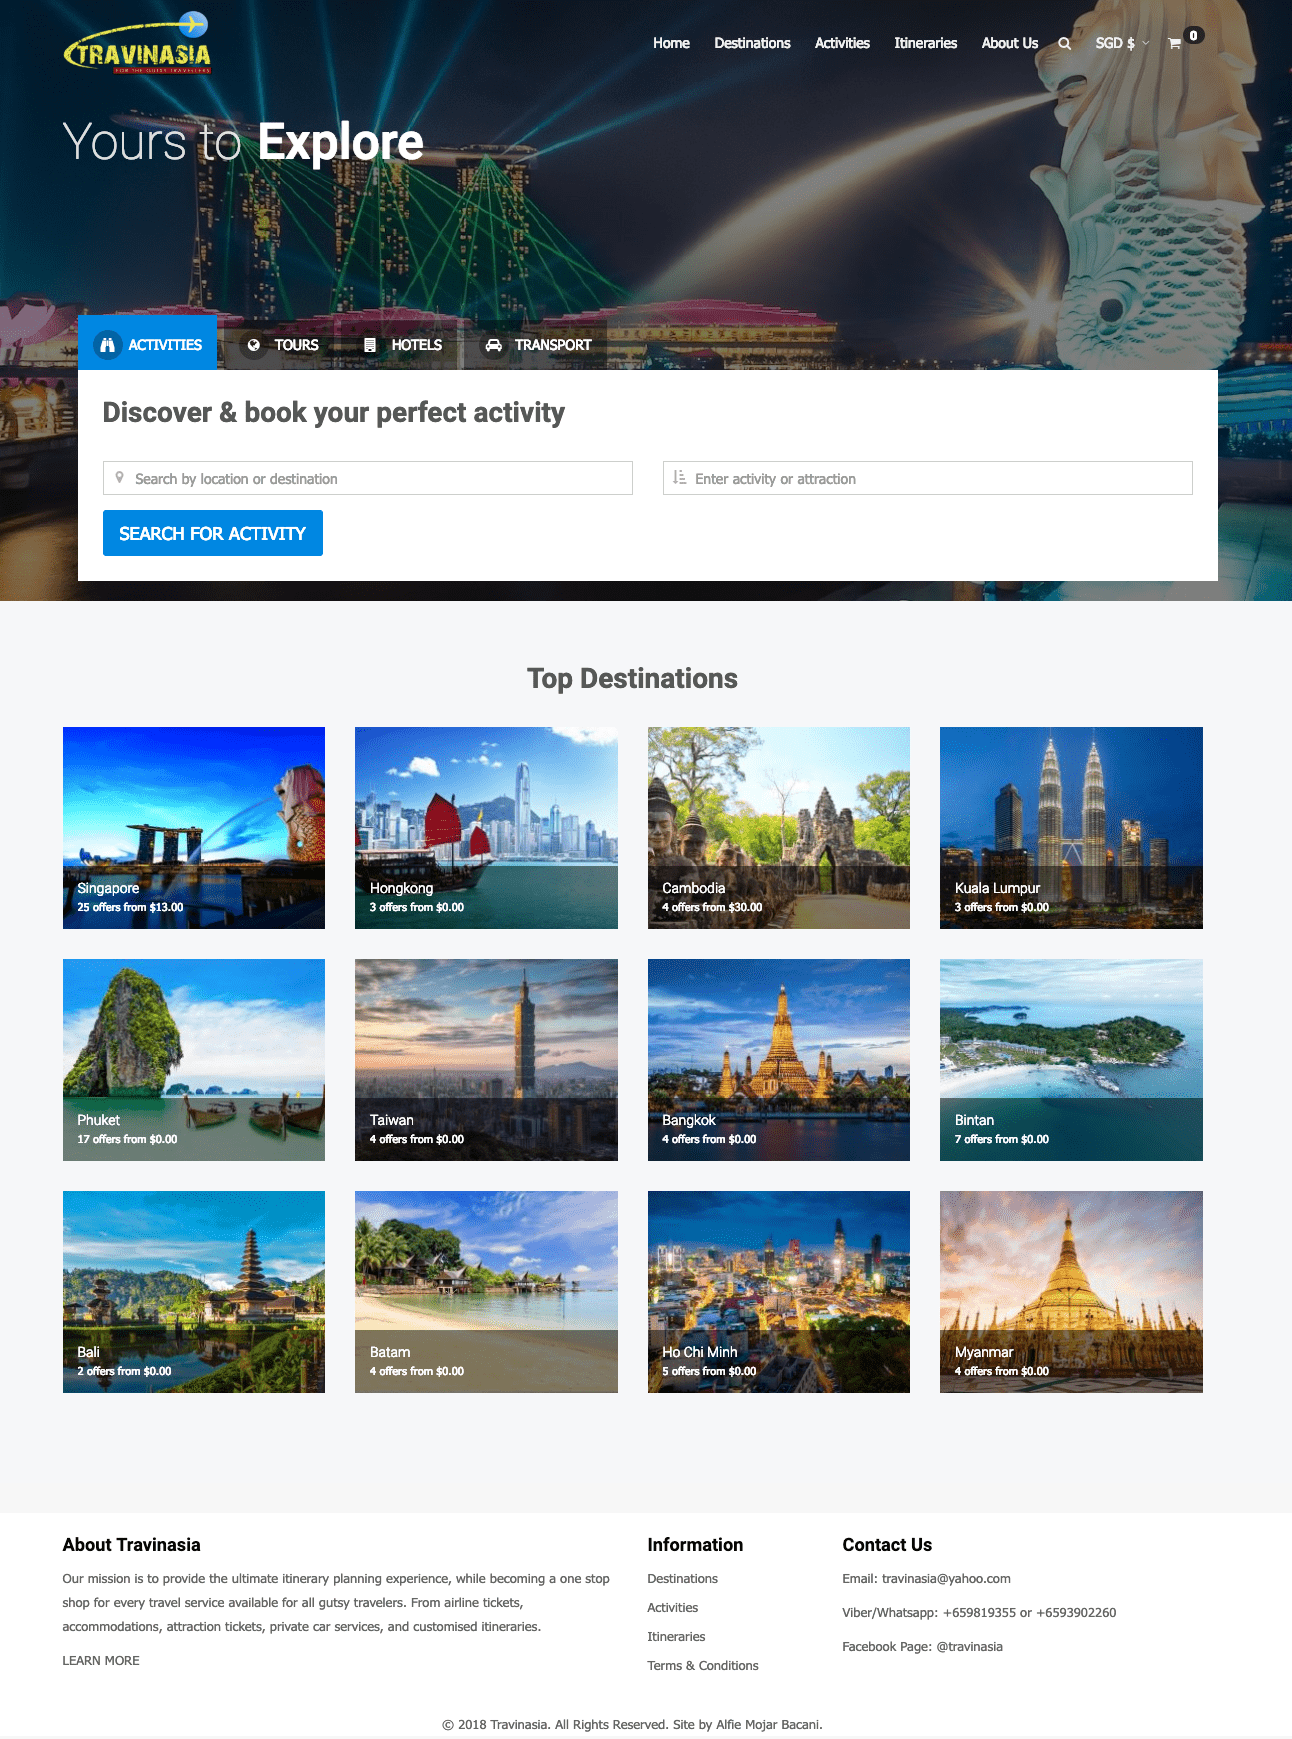 TRAVINASIA
FOR THE GUTSY TRAVELLERS
Home Destinations Activities Itineraries About Us SGD $ 0
Yours to Explore
ACTIVITIES TOURS HOTELS TRANSPORT
Discover & book your perfect activity
Search by location or destination Enter activity or attraction
SEARCH FOR ACTIVITY
Top Destinations
Singapore
25 offers from $13.00
Hongkong
3 offers from $0.00
Cambodia
4 offers from $30.00
Kuala Lumpur
3 offers from $0.00
Phuket
17 offers from $0.00
Taiwan
4 offers from $0.00
Bangkok
4 offers from $0.00
Bintan
7 offers from $0.00
Bali
2 offers from $0.00
Batam
4 offers from $0.00
Ho Chi Minh
5 offers from $0.00
Myanmar
4 offers from $0.00
About Travinasia
Our mission is to provide the ultimate itinerary planning experience, while becoming a one stop
shop for every travel service available for all gutsy travelers. From airline tickets,
accommodations, attraction tickets, private car services, and customised itineraries.
LEARN MORE
Information
Destinations
Activities
Itineraries
Terms & Conditions
Contact Us
Email: travinasia@yahoo.com
Viber/Whatsapp: +659819355 or +6593902260
Facebook Page: @travinasia
© 2018 Travinasia. All Rights Reserved. Site by Alfie Mojar Bacani.